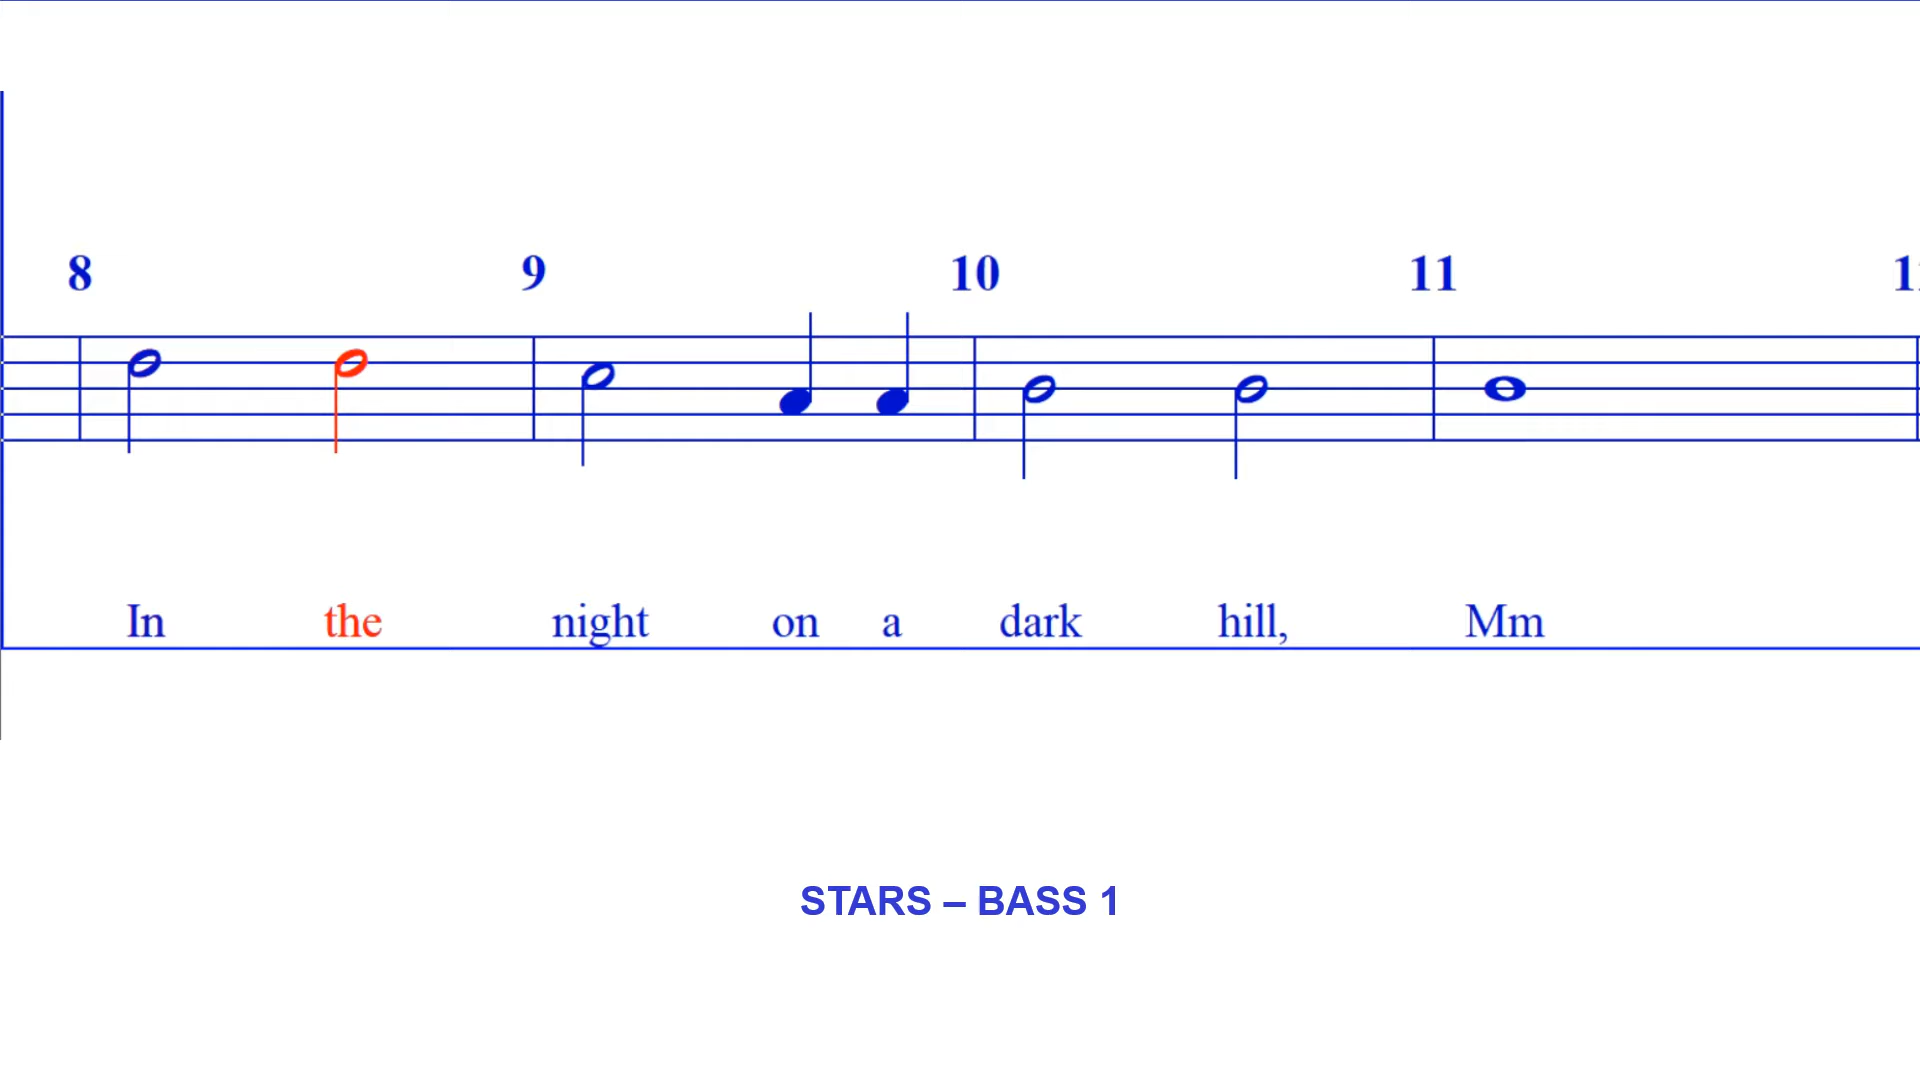 8 9 10 11
In the night on a dark hill, Mm
STARS – BASS 1